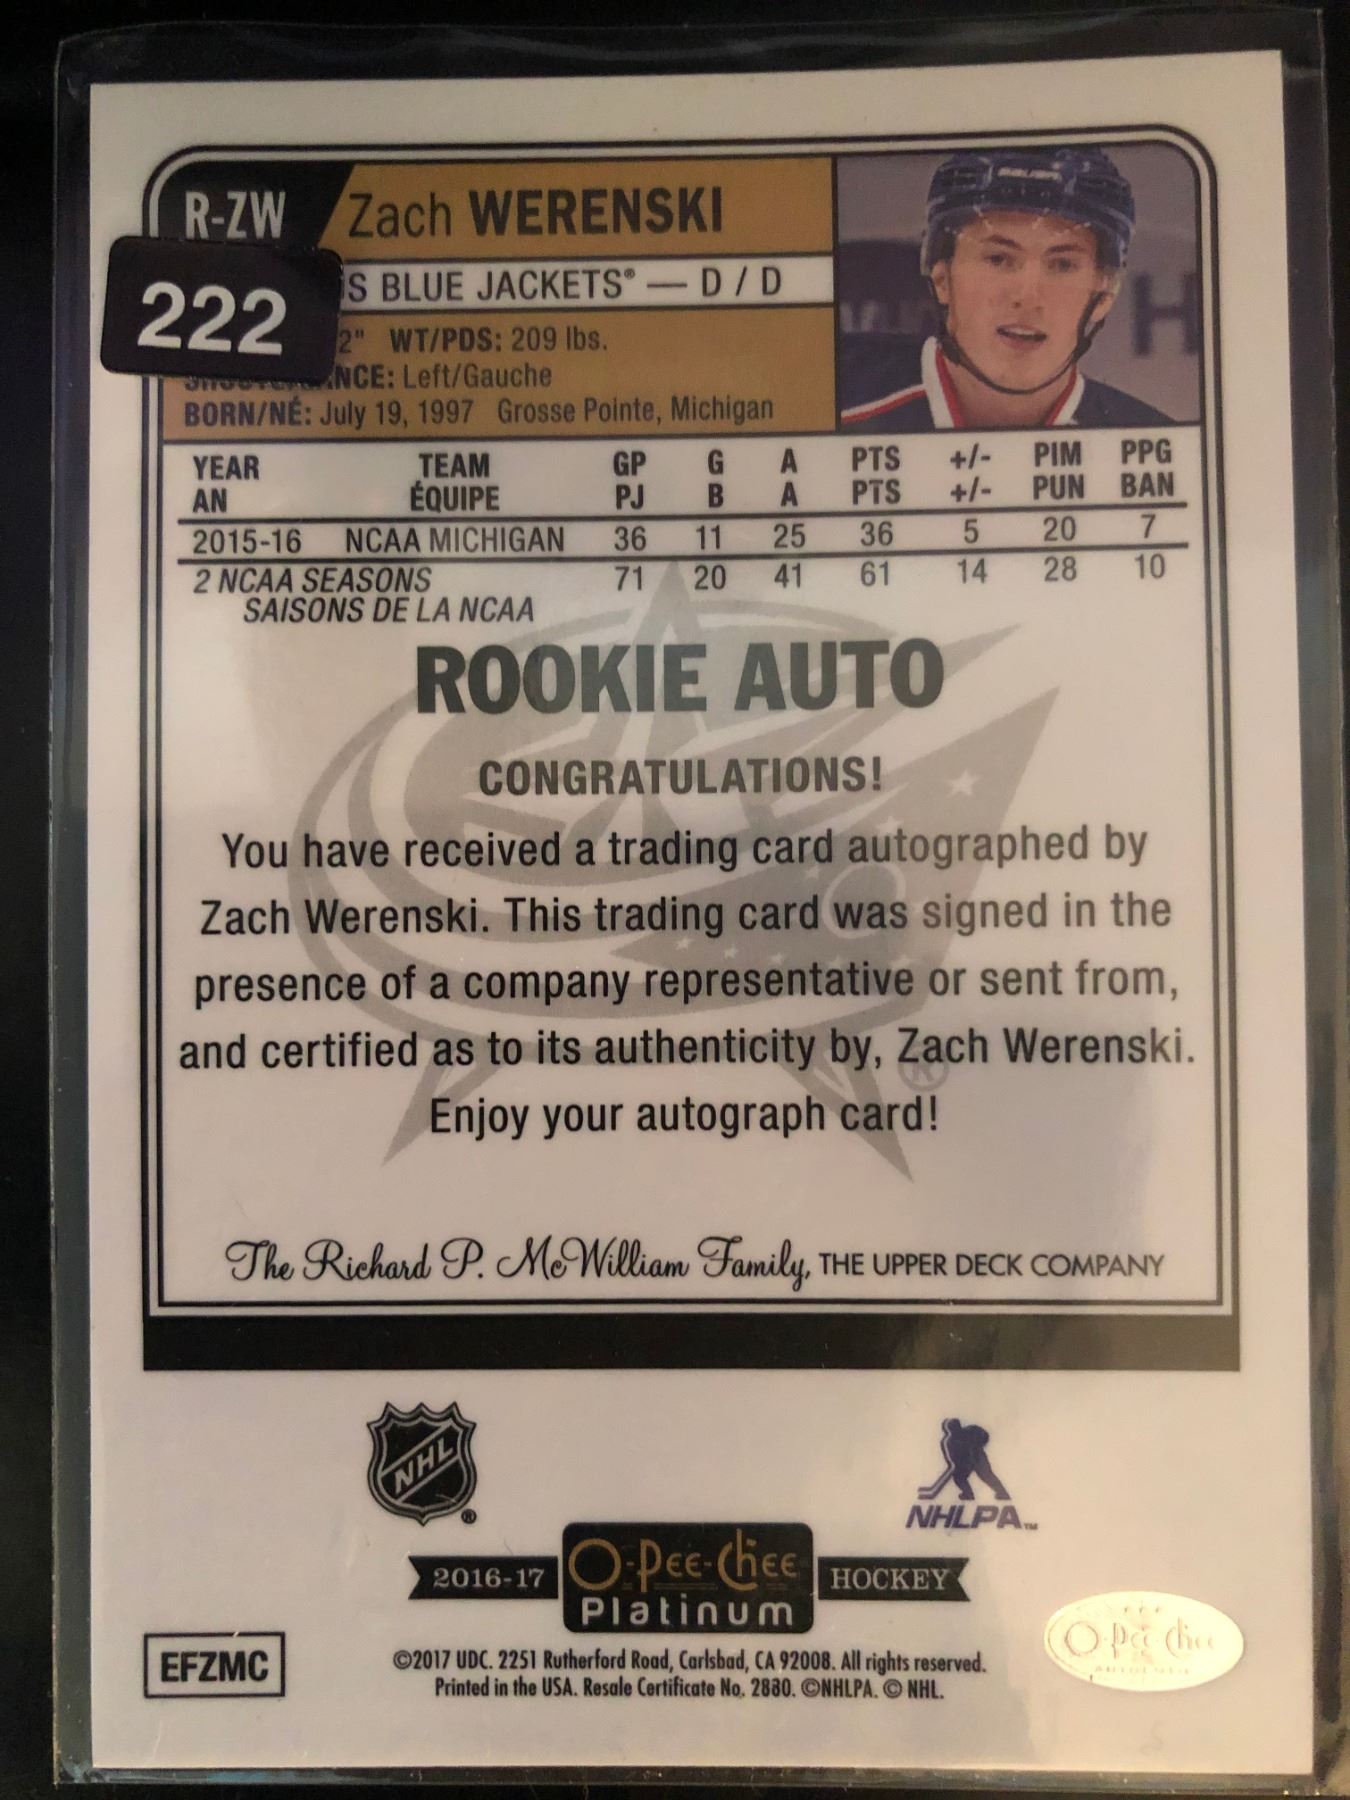 R-ZW Zach WERENSKI
222
S BLUE JACKETS® — D / D
2" WT/PDS: 209 lbs.
NCE: Left/Gauche
BORN/NÉ: July 19, 1997 Grosse Pointe, Michigan
YEAR TEAM GP G A PTS +/- PIM PPG
AN ÉQUIPE PJ B A PTS +/- PUN BAN
2015-16 NCAA MICHIGAN 36 11 25 36 5 20 7
2 NCAA SEASONS 71 20 41 61 14 28 10
SAISONS DE LA NCAA
ROOKIE AUTO
CONGRATULATIONS!
You have received a trading card autographed by
Zach Werenski. This trading card was signed in the
presence of a company representative or sent from,
and certified as to its authenticity by, Zach Werenski.
Enjoy your autograph card!
The Richard P. McWilliam Family, THE UPPER DECK COMPANY
NHL®
NHLPA™
2016-17 O-Pee-Chee HOCKEY
Platinum
EFZMC
©2017 UDC. 2251 Rutherford Road, Carlsbad, CA 92008. All rights reserved.
Printed in the USA. Resale Certificate No. 2880. ©NHLPA. © NHL.
O-Pee-Chee
AUTHENTIC